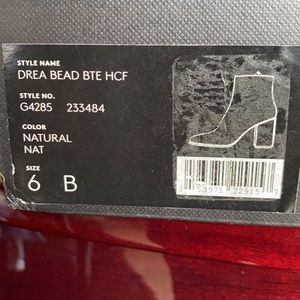 STYLE NAME
DREA BEAD BTE HCF
STYLE NO.
G4285 233484
COLOR
NATURAL
NAT
SIZE
6 B